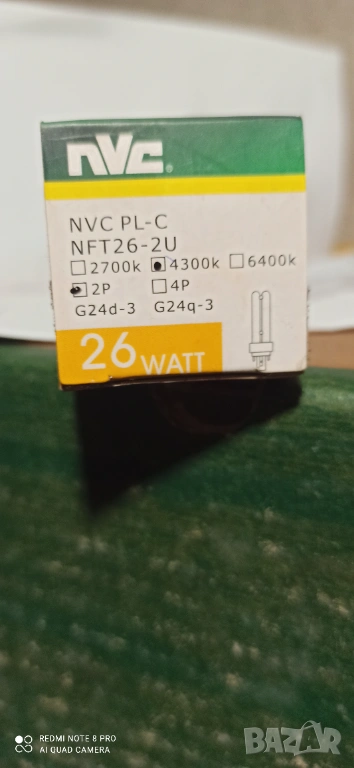 nvc®
NVC PL-C
NFT26-2U
2700k 4300k 6400k
2P 4P
G24d-3 G24q-3
26 WATT
REDMI NOTE 8 PRO
AI QUAD CAMERA
BAZAR